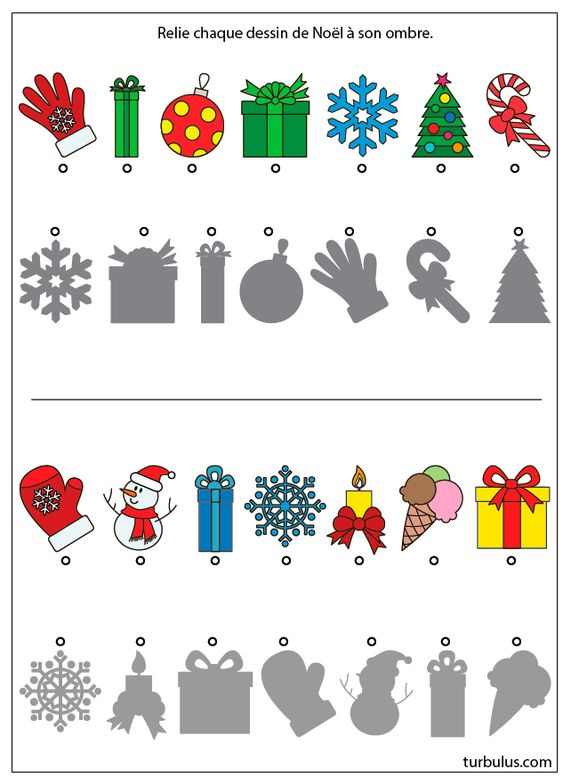 Relie chaque dessin de Noël à son ombre.
turbulus.com